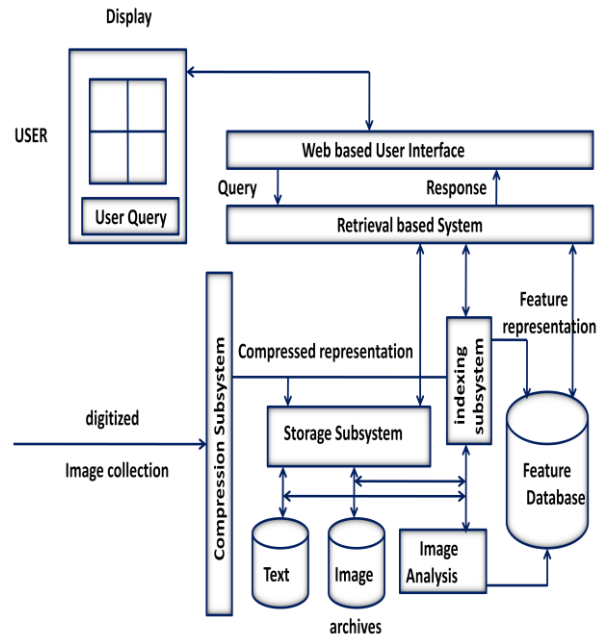 Display
USER
User Query
Web based User Interface
Query
Response
Retrieval based System
Feature
representation
Compressed representation
Compression Subsystem
indexing
subsystem
digitized
Image collection
Storage Subsystem
Feature
Database
Text
Image
Image
Analysis
archives